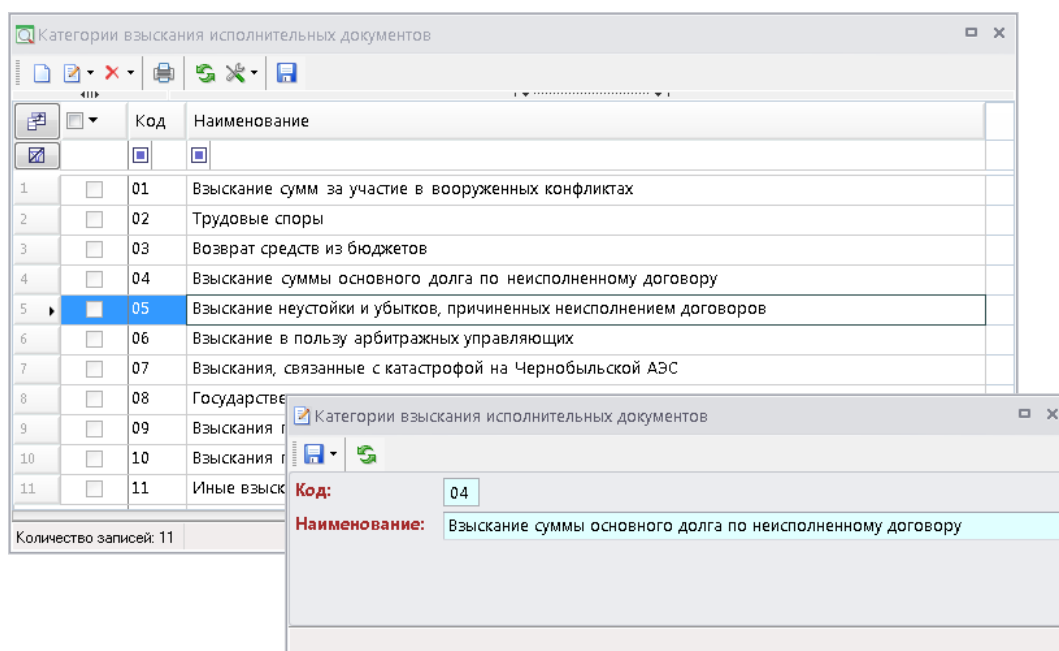 Категории взыскания исполнительных документов
Код Наименование
1 01 Взыскание сумм за участие в вооруженных конфликтах
2 02 Трудовые споры
3 03 Возврат средств из бюджетов
4 04 Взыскание суммы основного долга по неисполненному договору
5 05 Взыскание неустойки и убытков, причиненных неисполнением договоров
6 06 Взыскание в пользу арбитражных управляющих
7 07 Взыскания, связанные с катастрофой на Чернобыльской АЭС
8 08 Государстве
9 09 Взыскания
10 10 Взыскания
11 11 Иные взыск
Количество записей: 11
Категории взыскания исполнительных документов
Код: 04
Наименование: Взыскание суммы основного долга по неисполненному договору